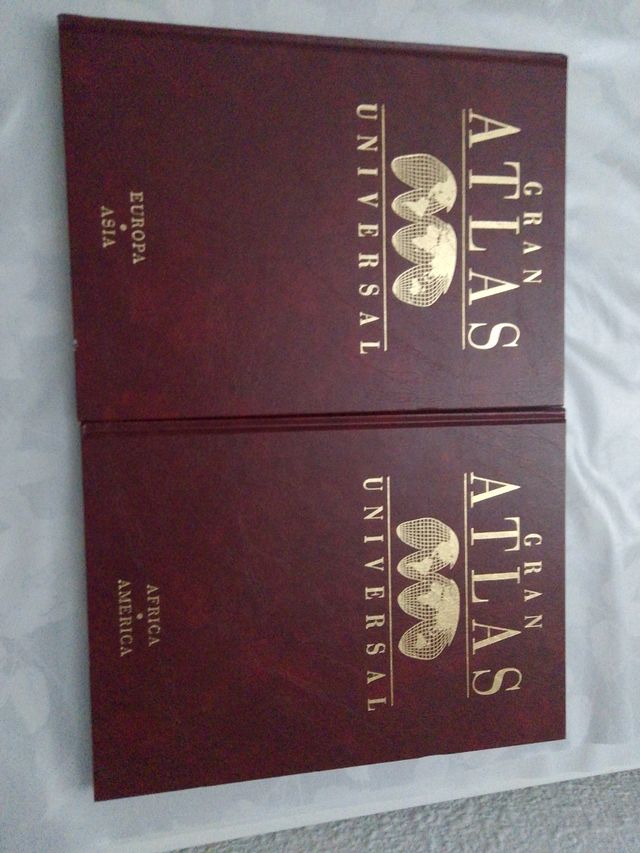 GRAN
ATLAS
UNIVERSAL
EUROPA
•
ASIA
GRAN
ATLAS
UNIVERSAL
AFRICA
•
AMERICA